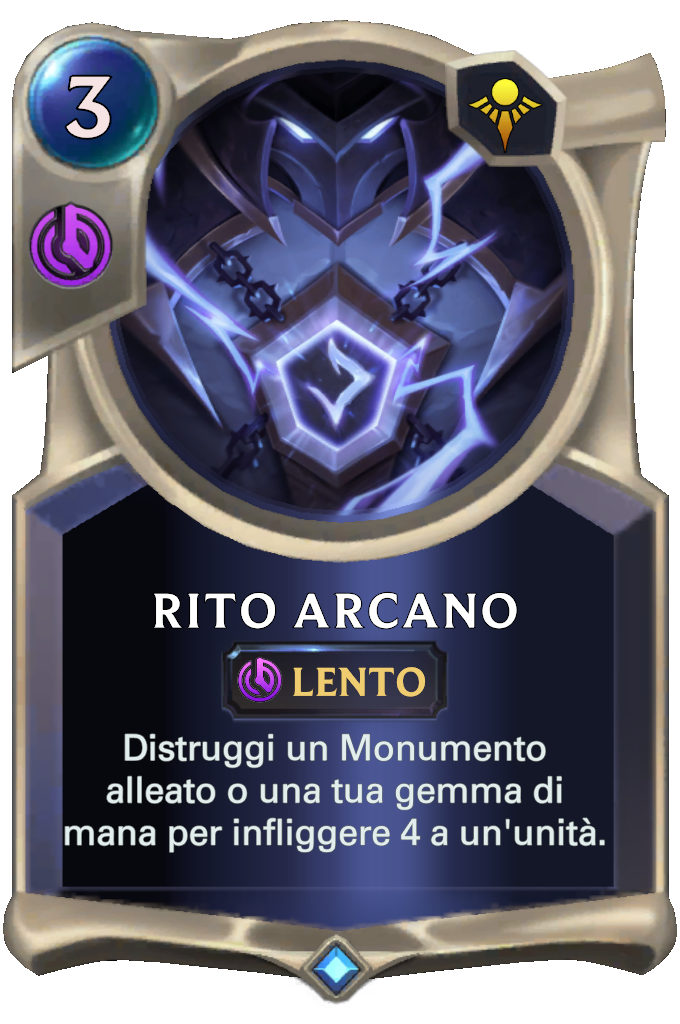 3
RITO ARCANO
LENTO
Distruggi un Monumento
alleato o una tua gemma di
mana per infliggere 4 a un'unità.